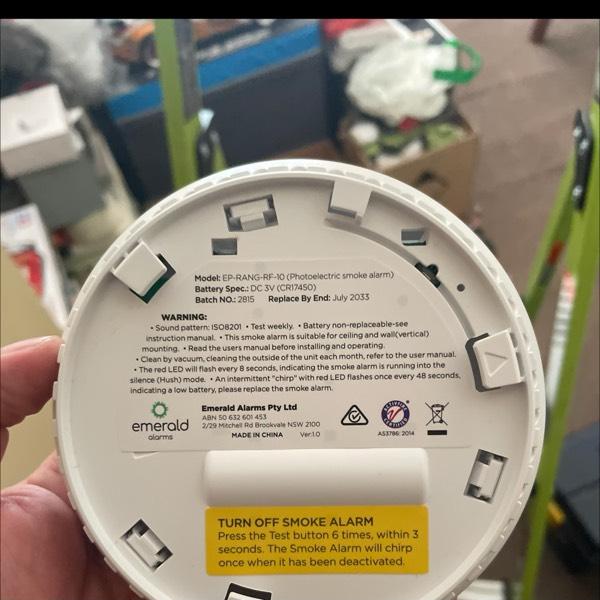 Model: EP-RANG-RF-10 (Photoelectric smoke alarm)
Battery Spec.: DC 3V (CR17450)
Batch NO.: 2815 Replace By End: July 2033
WARNING:
• Sound pattern: ISO8201 • Test weekly. • Battery non-replaceable-see
instruction manual. • This smoke alarm is suitable for ceiling and wall(vertical)
mounting. • Read the users manual before installing and operating.
• Clean by vacuum, cleaning the outside of the unit each month, refer to the user manual.
• The red LED will flash every 8 seconds, indicating the smoke alarm is running into the
silence (Hush) mode. • An intermittent "chirp" with red LED flashes once every 48 seconds,
indicating a low battery, please replace the smoke alarm.
emerald
alarms
Emerald Alarms Pty Ltd
ABN 50 632 601 453
2/29 Mitchell Rd Brookvale NSW 2100
MADE IN CHINA Ver:1.0
AS3786: 2014
TURN OFF SMOKE ALARM
Press the Test button 6 times, within 3
seconds. The Smoke Alarm will chirp
once when it has been deactivated.